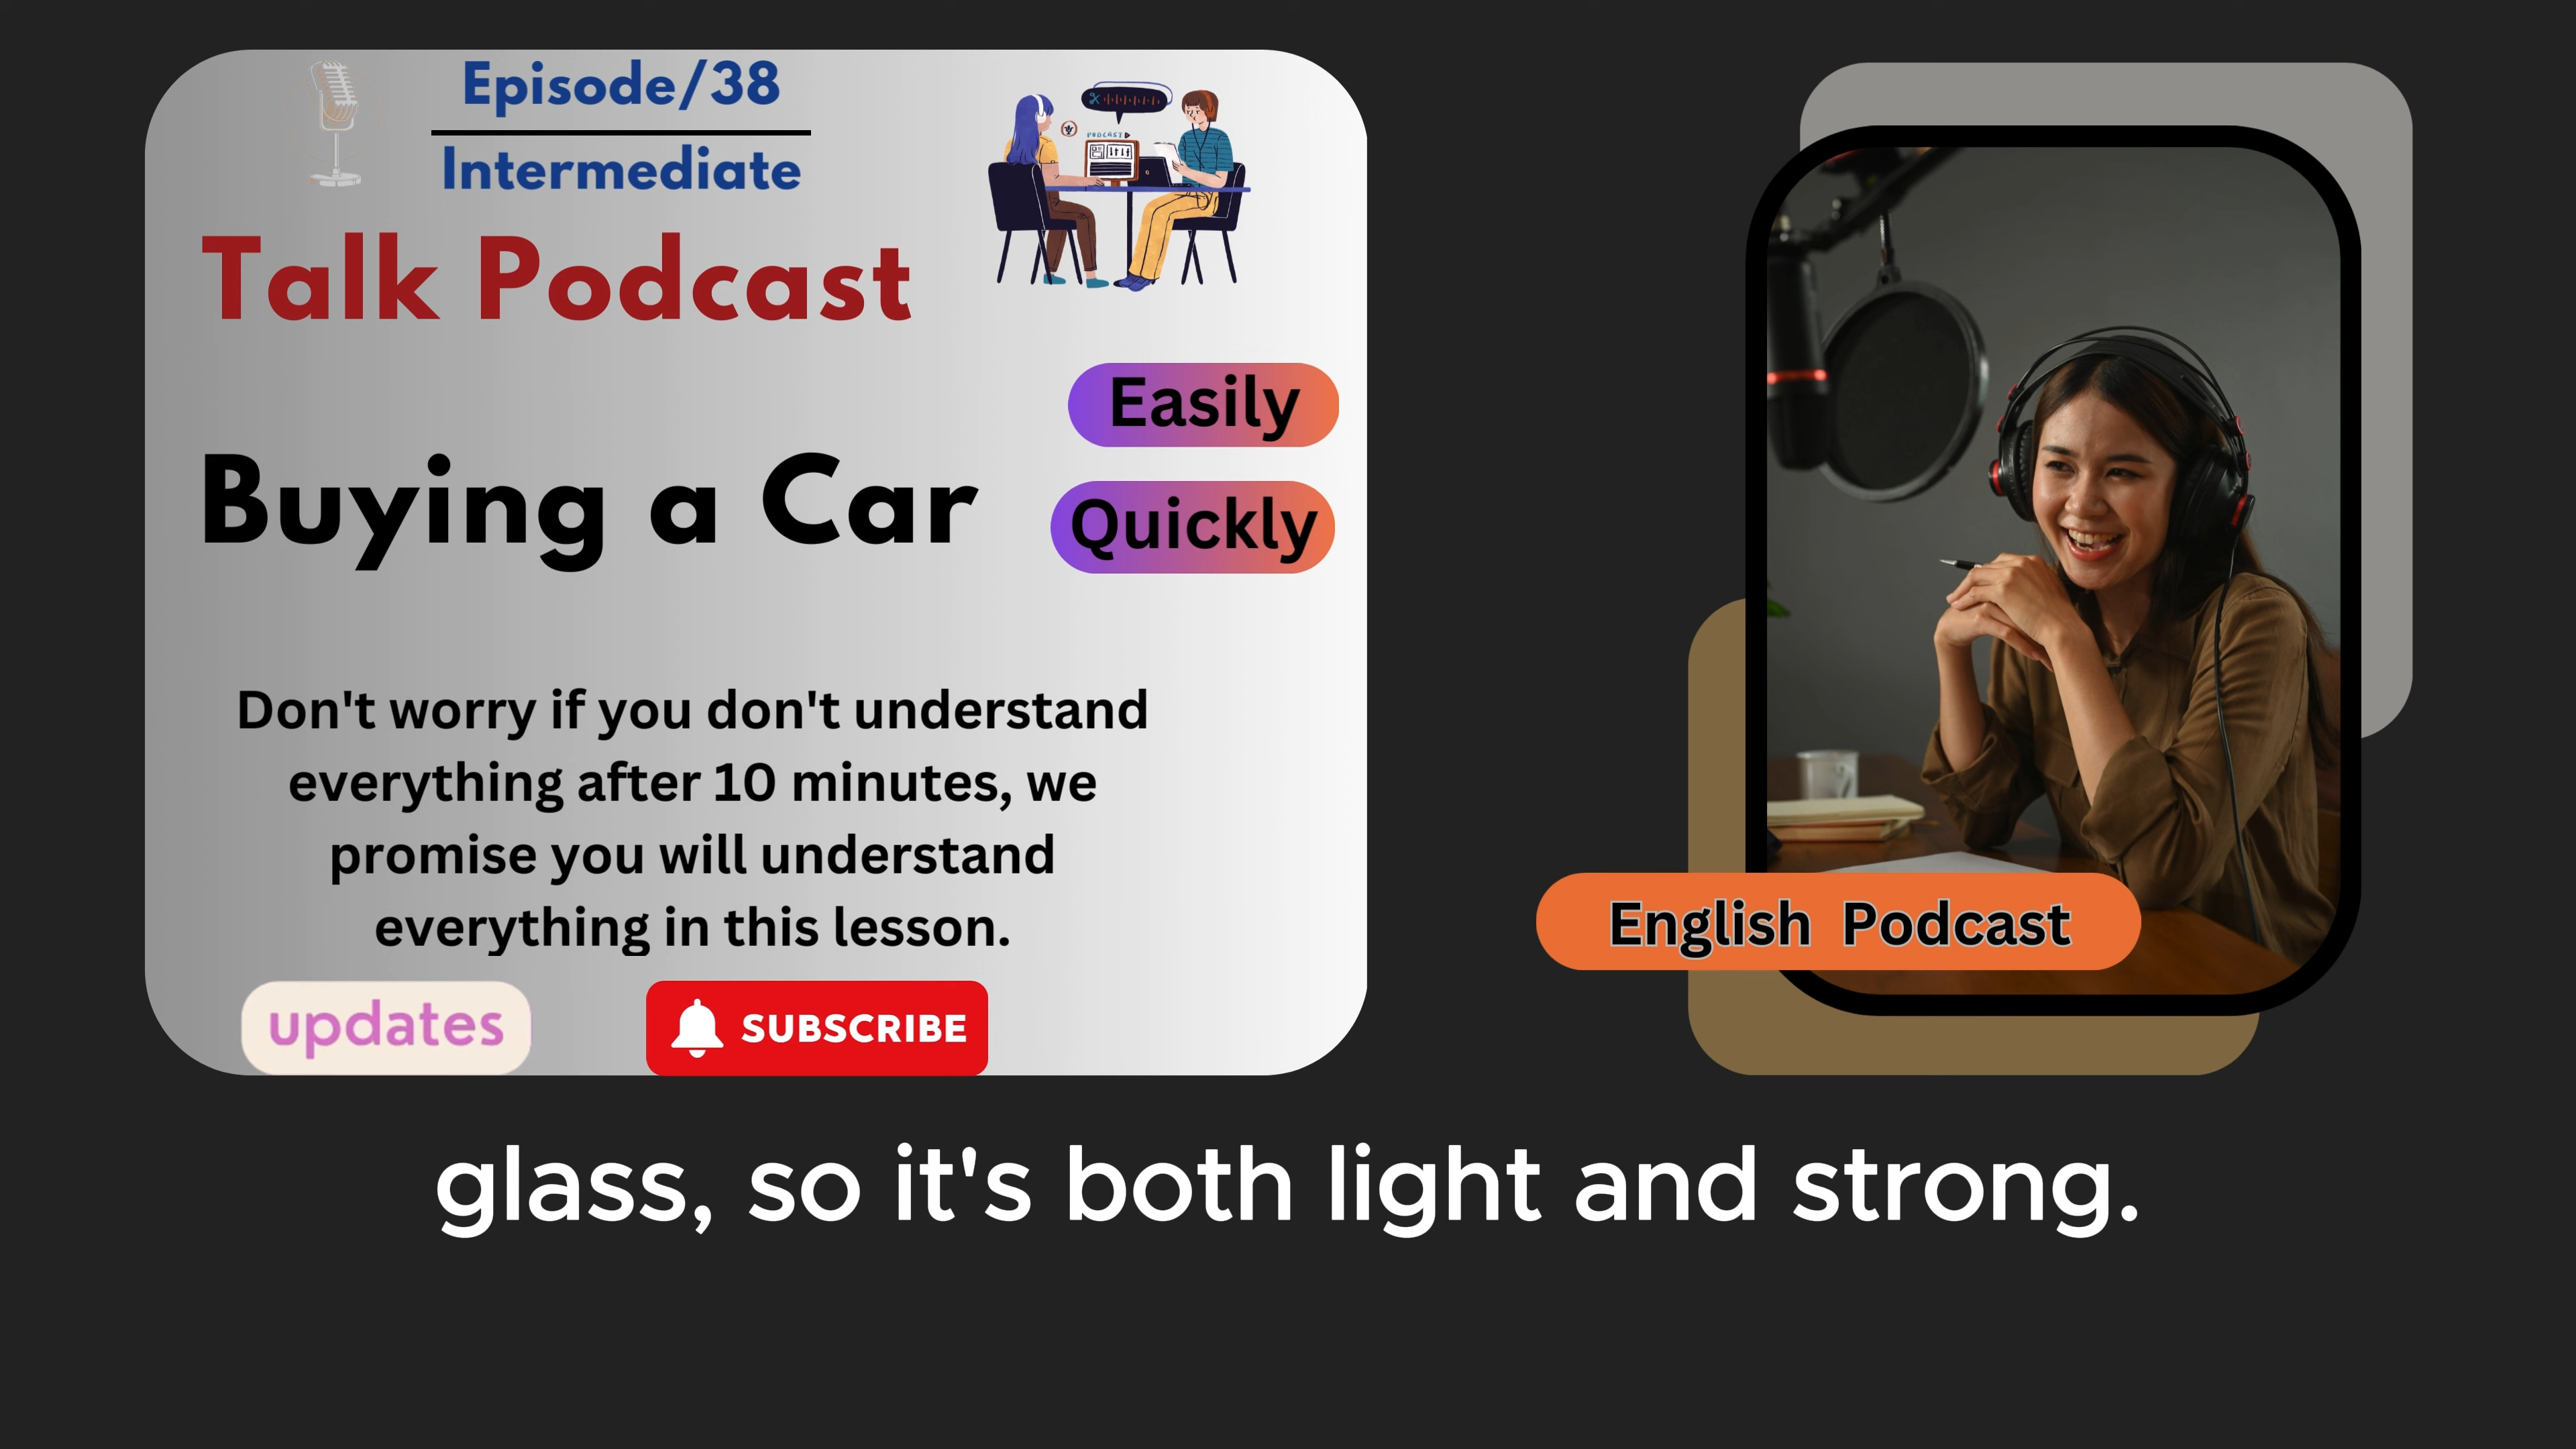 Episode/38
Intermediate
PODCAST
Talk Podcast
Easily
Buying a Car
Quickly
Don't worry if you don't understand
everything after 10 minutes, we
promise you will understand
everything in this lesson.
English Podcast
updates
SUBSCRIBE
glass, so it's both light and strong.